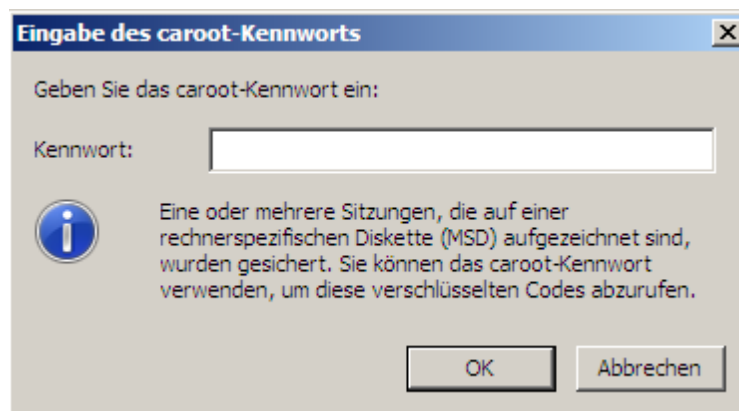 Eingabe des caroot-Kennworts
Geben Sie das caroot-Kennwort ein:
Kennwort:
Eine oder mehrere Sitzungen, die auf einer
rechnerspezifischen Diskette (MSD) aufgezeichnet sind,
wurden gesichert. Sie können das caroot-Kennwort
verwenden, um diese verschlüsselten Codes abzurufen.
OK
Abbrechen